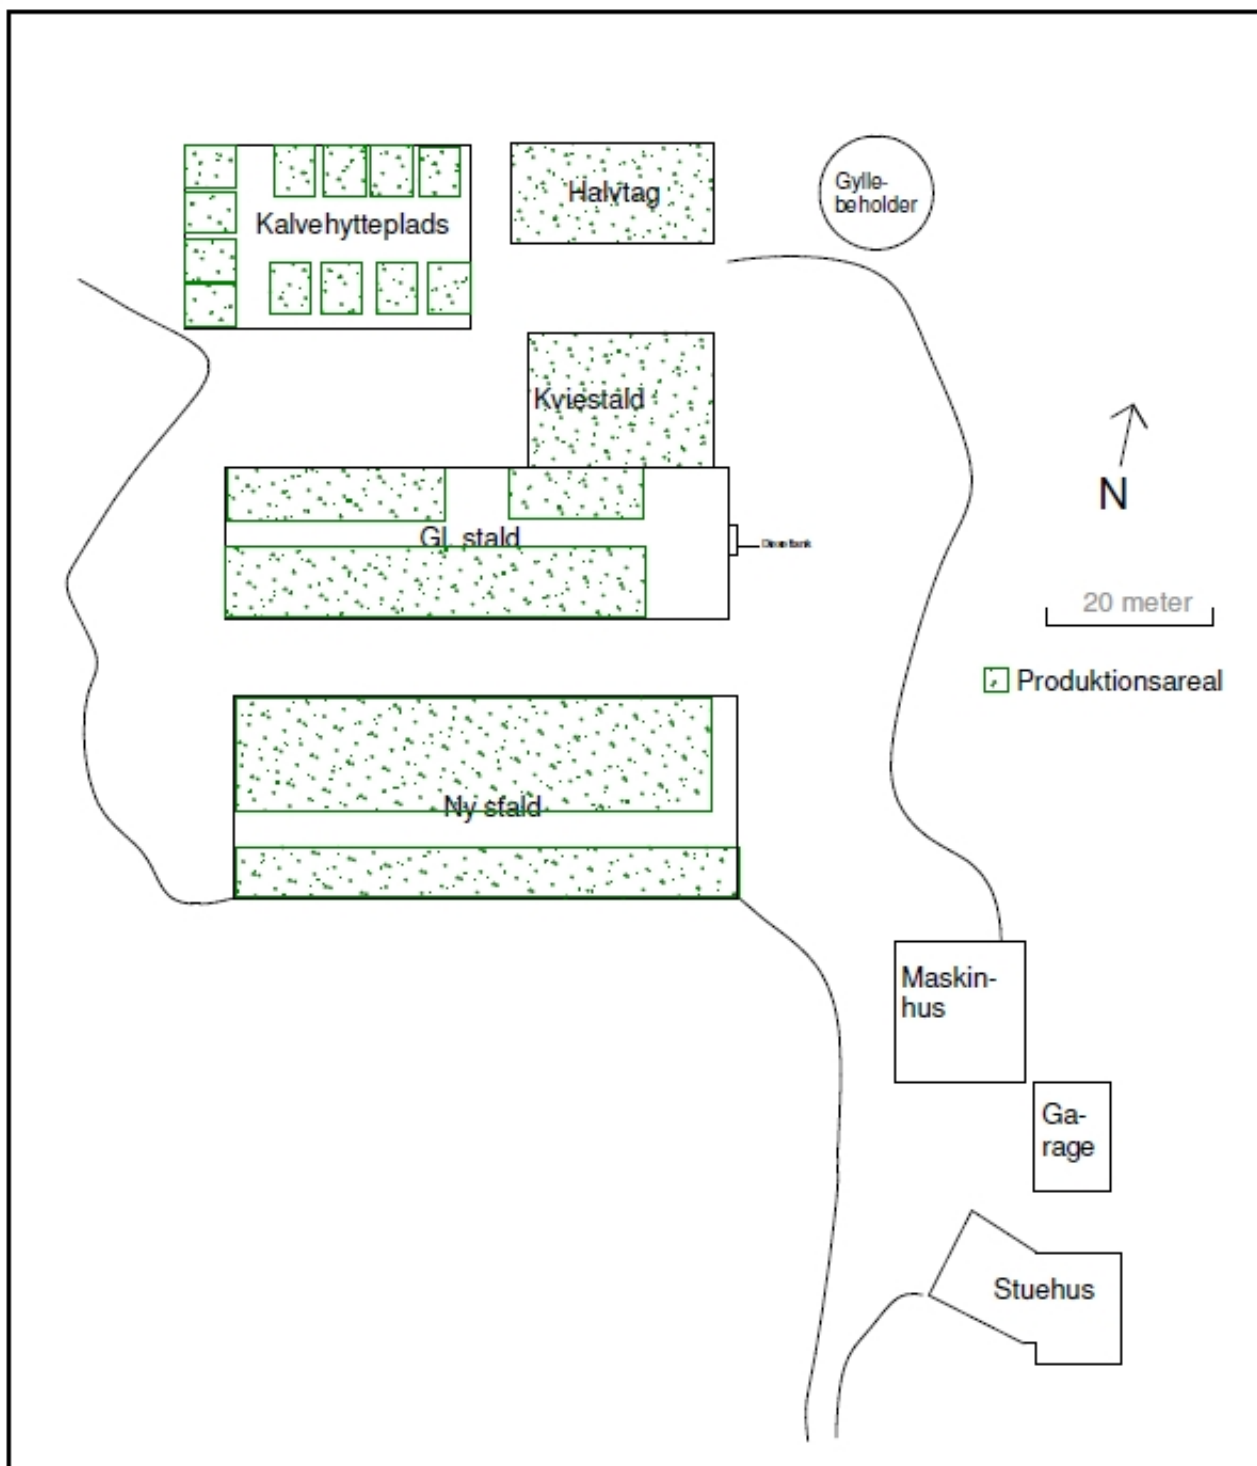 Halvtag
Gylle-
beholder
Kalvehytteplads
Kviestald
N
Gl. stald
20 meter
Produktionsareal
Ny stald
Maskin-
hus
Ga-
rage
Stuehus